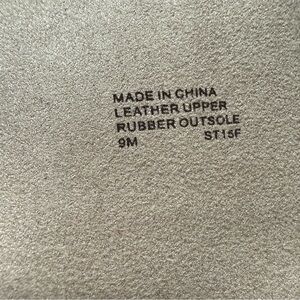 MADE IN CHINA
LEATHER UPPER
RUBBER OUTSOLE
9M ST15F